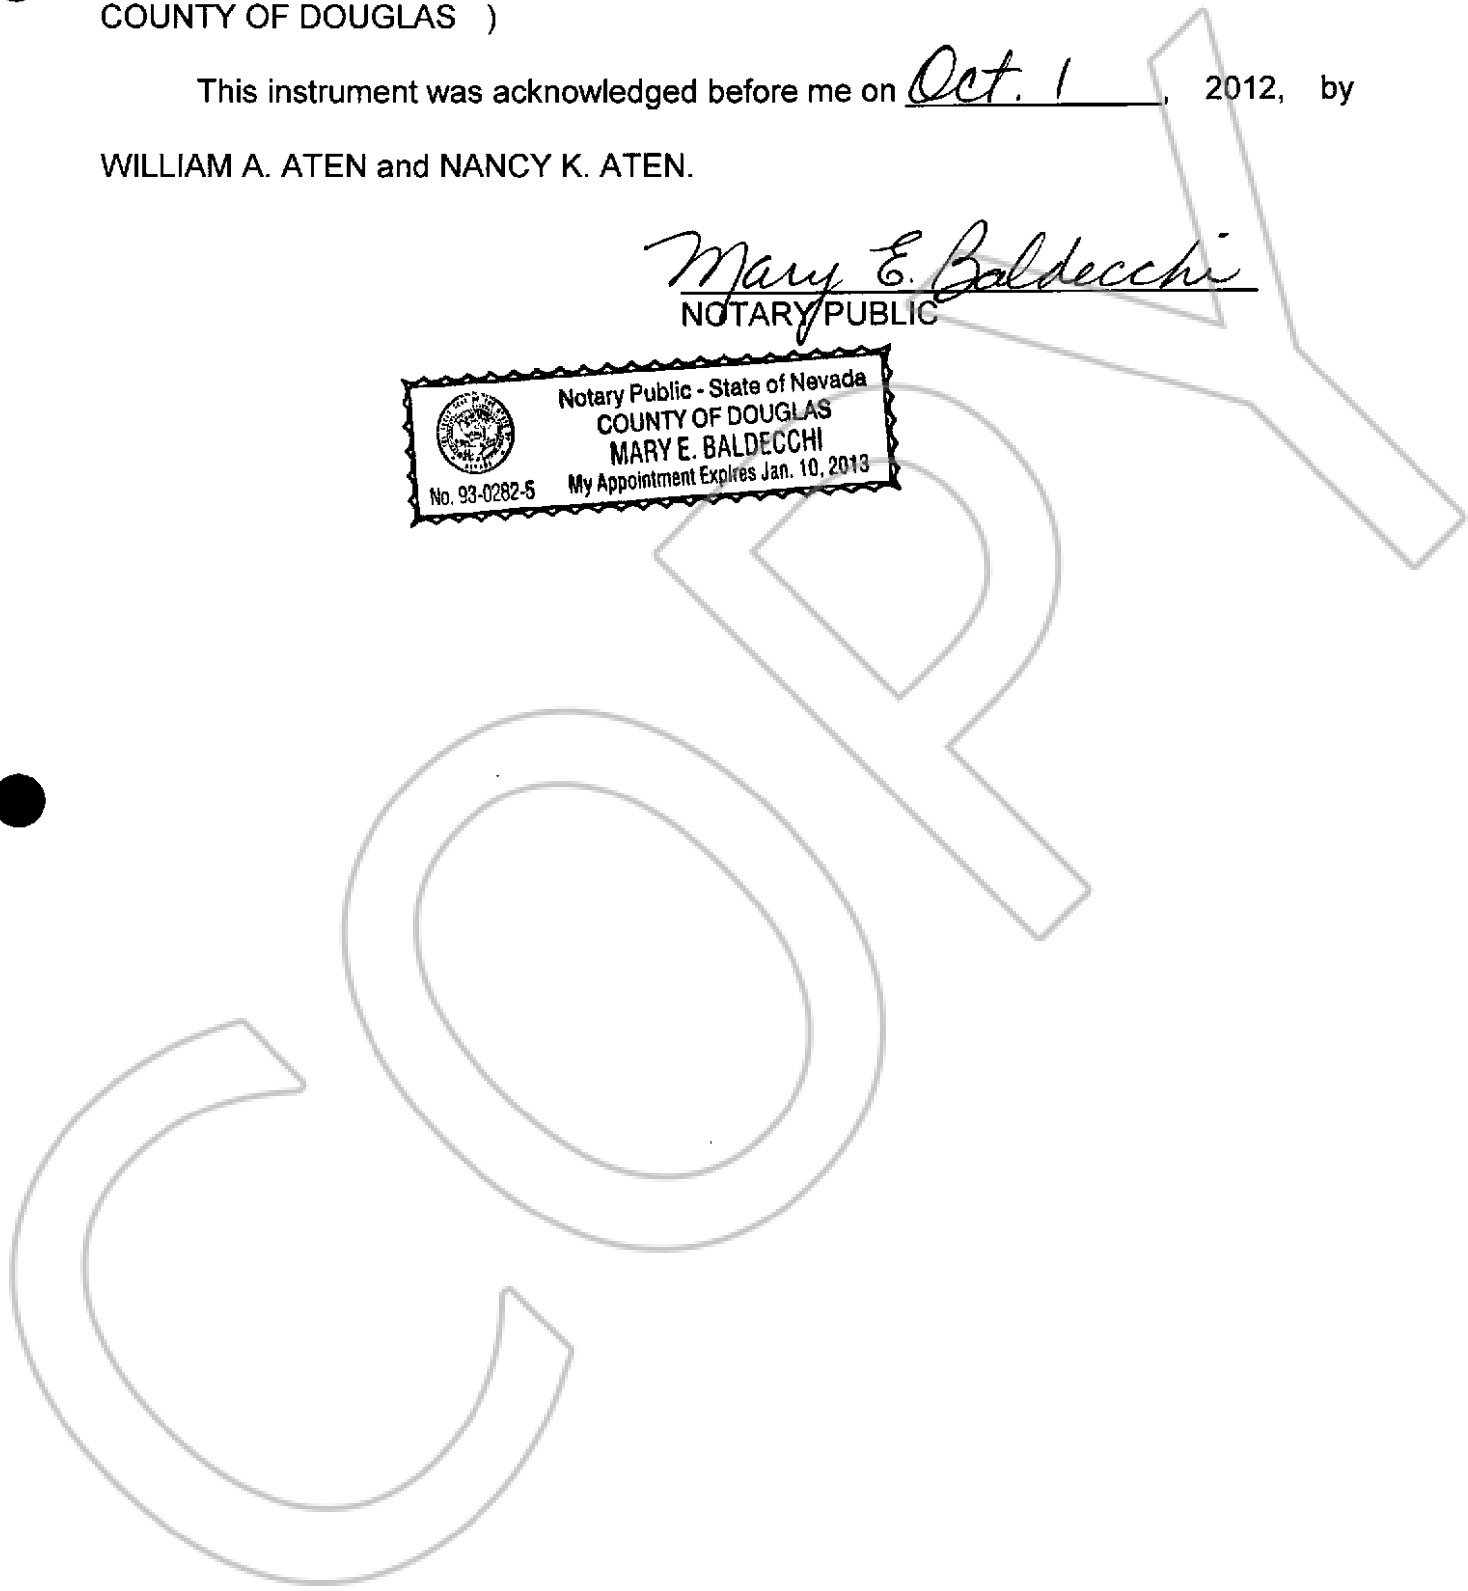 COUNTY OF DOUGLAS )
This instrument was acknowledged before me on Oct. 1, 2012, by
WILLIAM A. ATEN and NANCY K. ATEN.
Mary E. Baldecchi
NOTARY PUBLIC
Notary Public - State of Nevada
COUNTY OF DOUGLAS
MARY E. BALDECCHI
No. 93-0282-5 My Appointment Expires Jan. 10, 2013
COPY